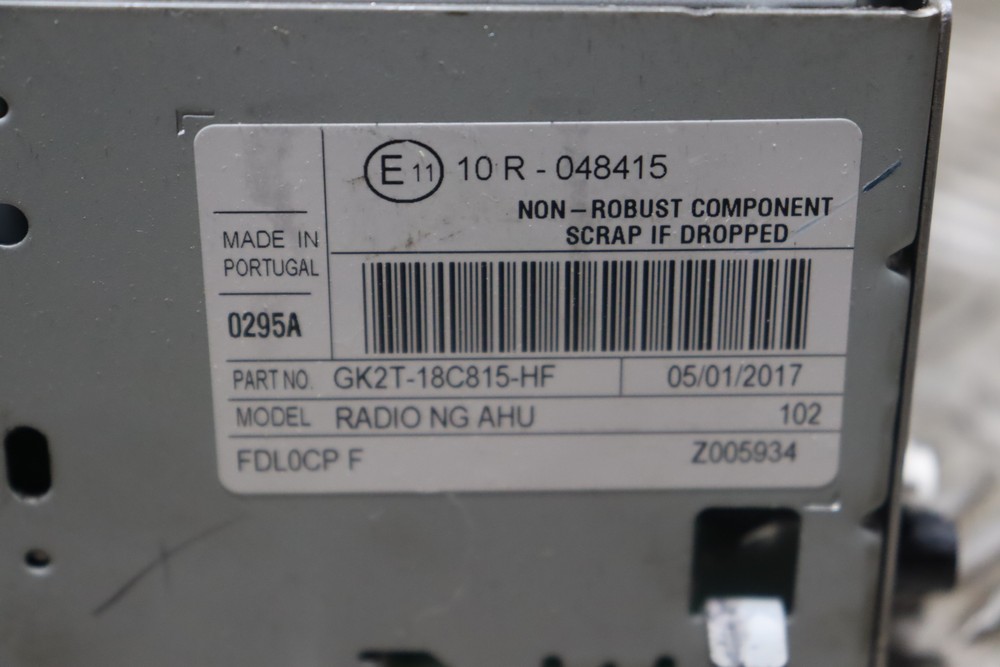 E 11 10 R - 048415
NON-ROBUST COMPONENT
SCRAP IF DROPPED
MADE IN
PORTUGAL
0295A
PART NO. GK2T-18C815-HF 05/01/2017
MODEL RADIO NG AHU 102
FDL0CP F Z005934